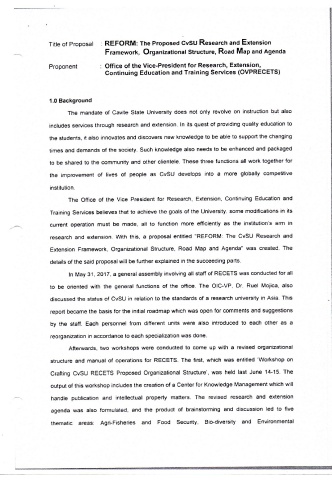 Title of Proposal : REFORM: The Proposed CvSU Research and Extension
Framework, Organizational Structure, Road Map and Agenda
Proponent : Office of the Vice-President for Research, Extension,
Continuing Education and Training Services (OVPRECETS)
1.0 Background
The mandate of Cavite State University does not only revolve on instruction but also
includes services through research and extension. In its quest of providing quality education to
the students, it also innovates and discovers new knowledge to be able to support the changing
times and demands of the society. Such knowledge also needs to be enhanced and packaged
to be shared to the community and other clientele. These three functions all work together for
the improvement of lives of people as CvSU develops into a more globally competitive
institution.
The Office of the Vice President for Research, Extension, Continuing Education and
Training Services believes that to achieve the goals of the University, some modifications in its
current operation must be made; all to function more efficiently as the institution's arm in
research and extension. With this, a proposal entitled "REFORM: The CvSU Research and
Extension Framework, Organizational Structure, Road Map and Agenda" was created. The
details of the said proposal will be further explained in the succeeding parts.
In May 31, 2017, a general assembly involving all staff of RECETS was conducted for all
to be oriented with the general functions of the office. The OIC-VP, Dr. Ruel Mojica, also
discussed the status of CvSU in relation to the standards of a research university in Asia. This
report became the basis for the initial roadmap which was open for comments and suggestions
by the staff. Each personnel from different units were also introduced to each other as a
reorganization in accordance to each specialization was done.
Afterwards, two workshops were conducted to come up with a revised organizational
structure and manual of operations for RECETS. The first, which was entitled 'Workshop on
Crafting CvSU RECETS Proposed Organizational Structure', was held last June 14-15. The
output of this workshop includes the creation of a Center for Knowledge Management which will
handle publication and intellectual property matters. The revised research and extension
agenda was also formulated, and the product of brainstorming and discussion led to five
thematic areas: Agri-Fisheries and Food Security, Bio-diversity and Environmental